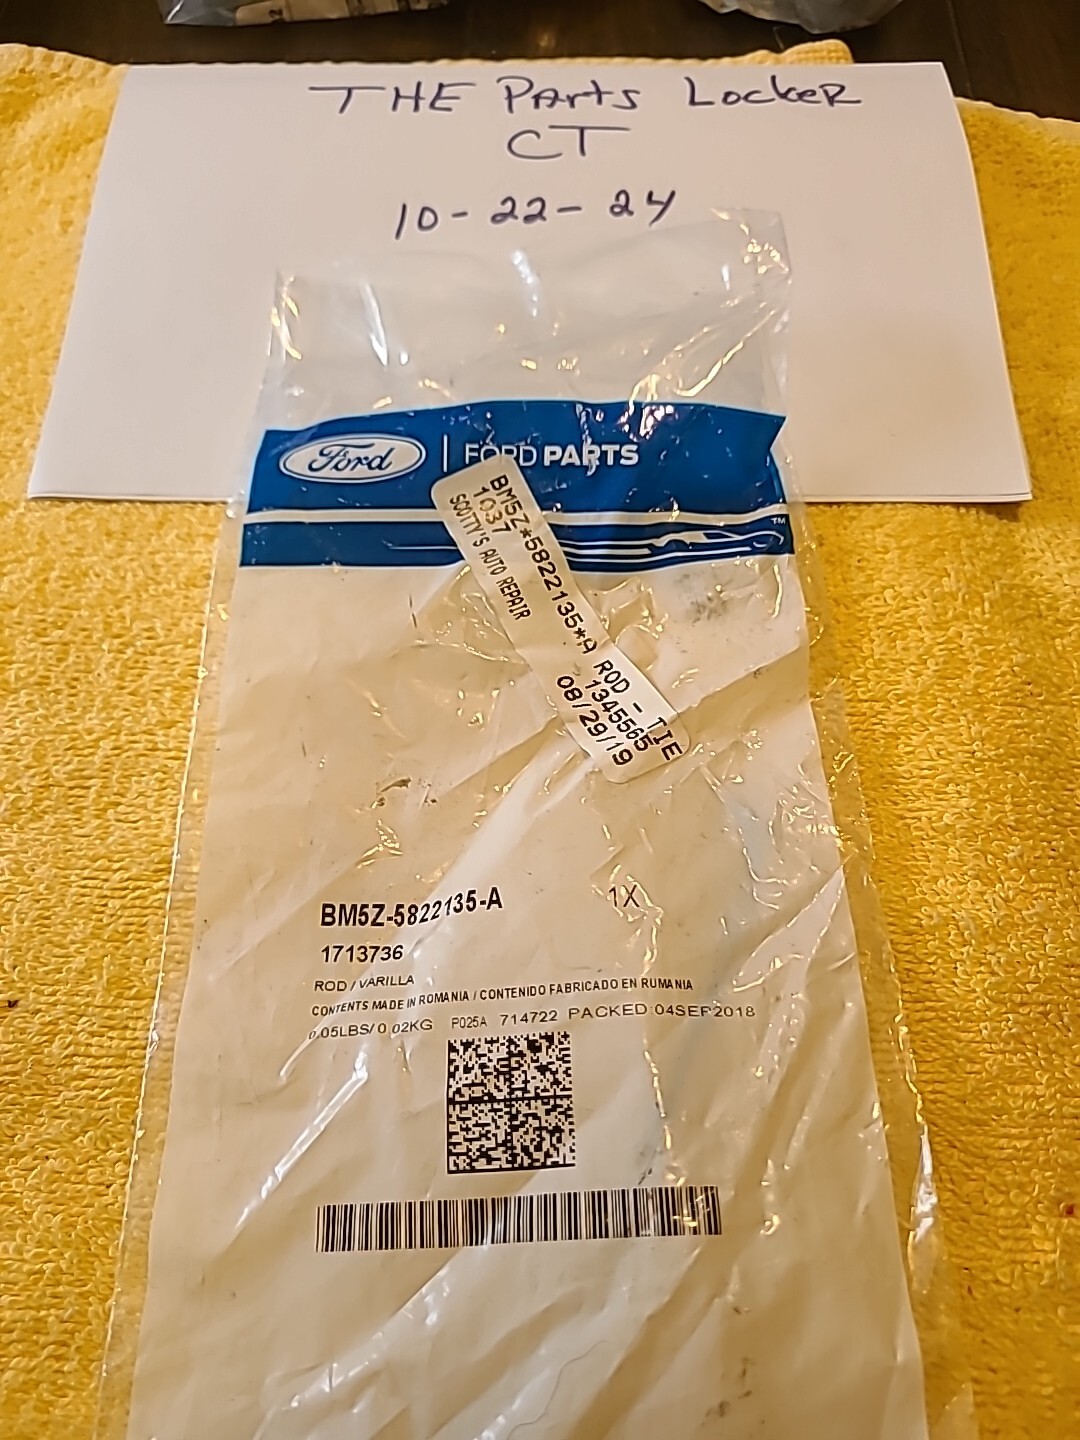 THE PArts LockeR
CT
10-22-24
Ford | FORD PARTS
TM
BM5Z*5822135*A ROD - TIE
1037 1345565
SCOTTY'S AUTO REPAIR 08/29/19
BM5Z-5822135-A 1X
1713736
ROD / VARILLA
CONTENTS MADE IN ROMANIA / CONTENIDO FABRICADO EN RUMANIA
0.05LBS/ 0.02KG P025A 714722 PACKED:04SEP2018